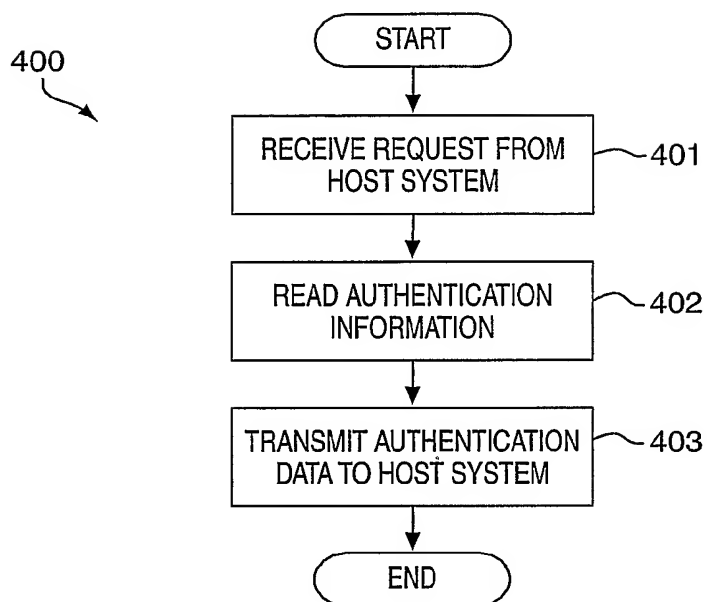 START
400
RECEIVE REQUEST FROM
HOST SYSTEM
401
READ AUTHENTICATION
INFORMATION
402
TRANSMIT AUTHENTICATION
DATA TO HOST SYSTEM
403
END